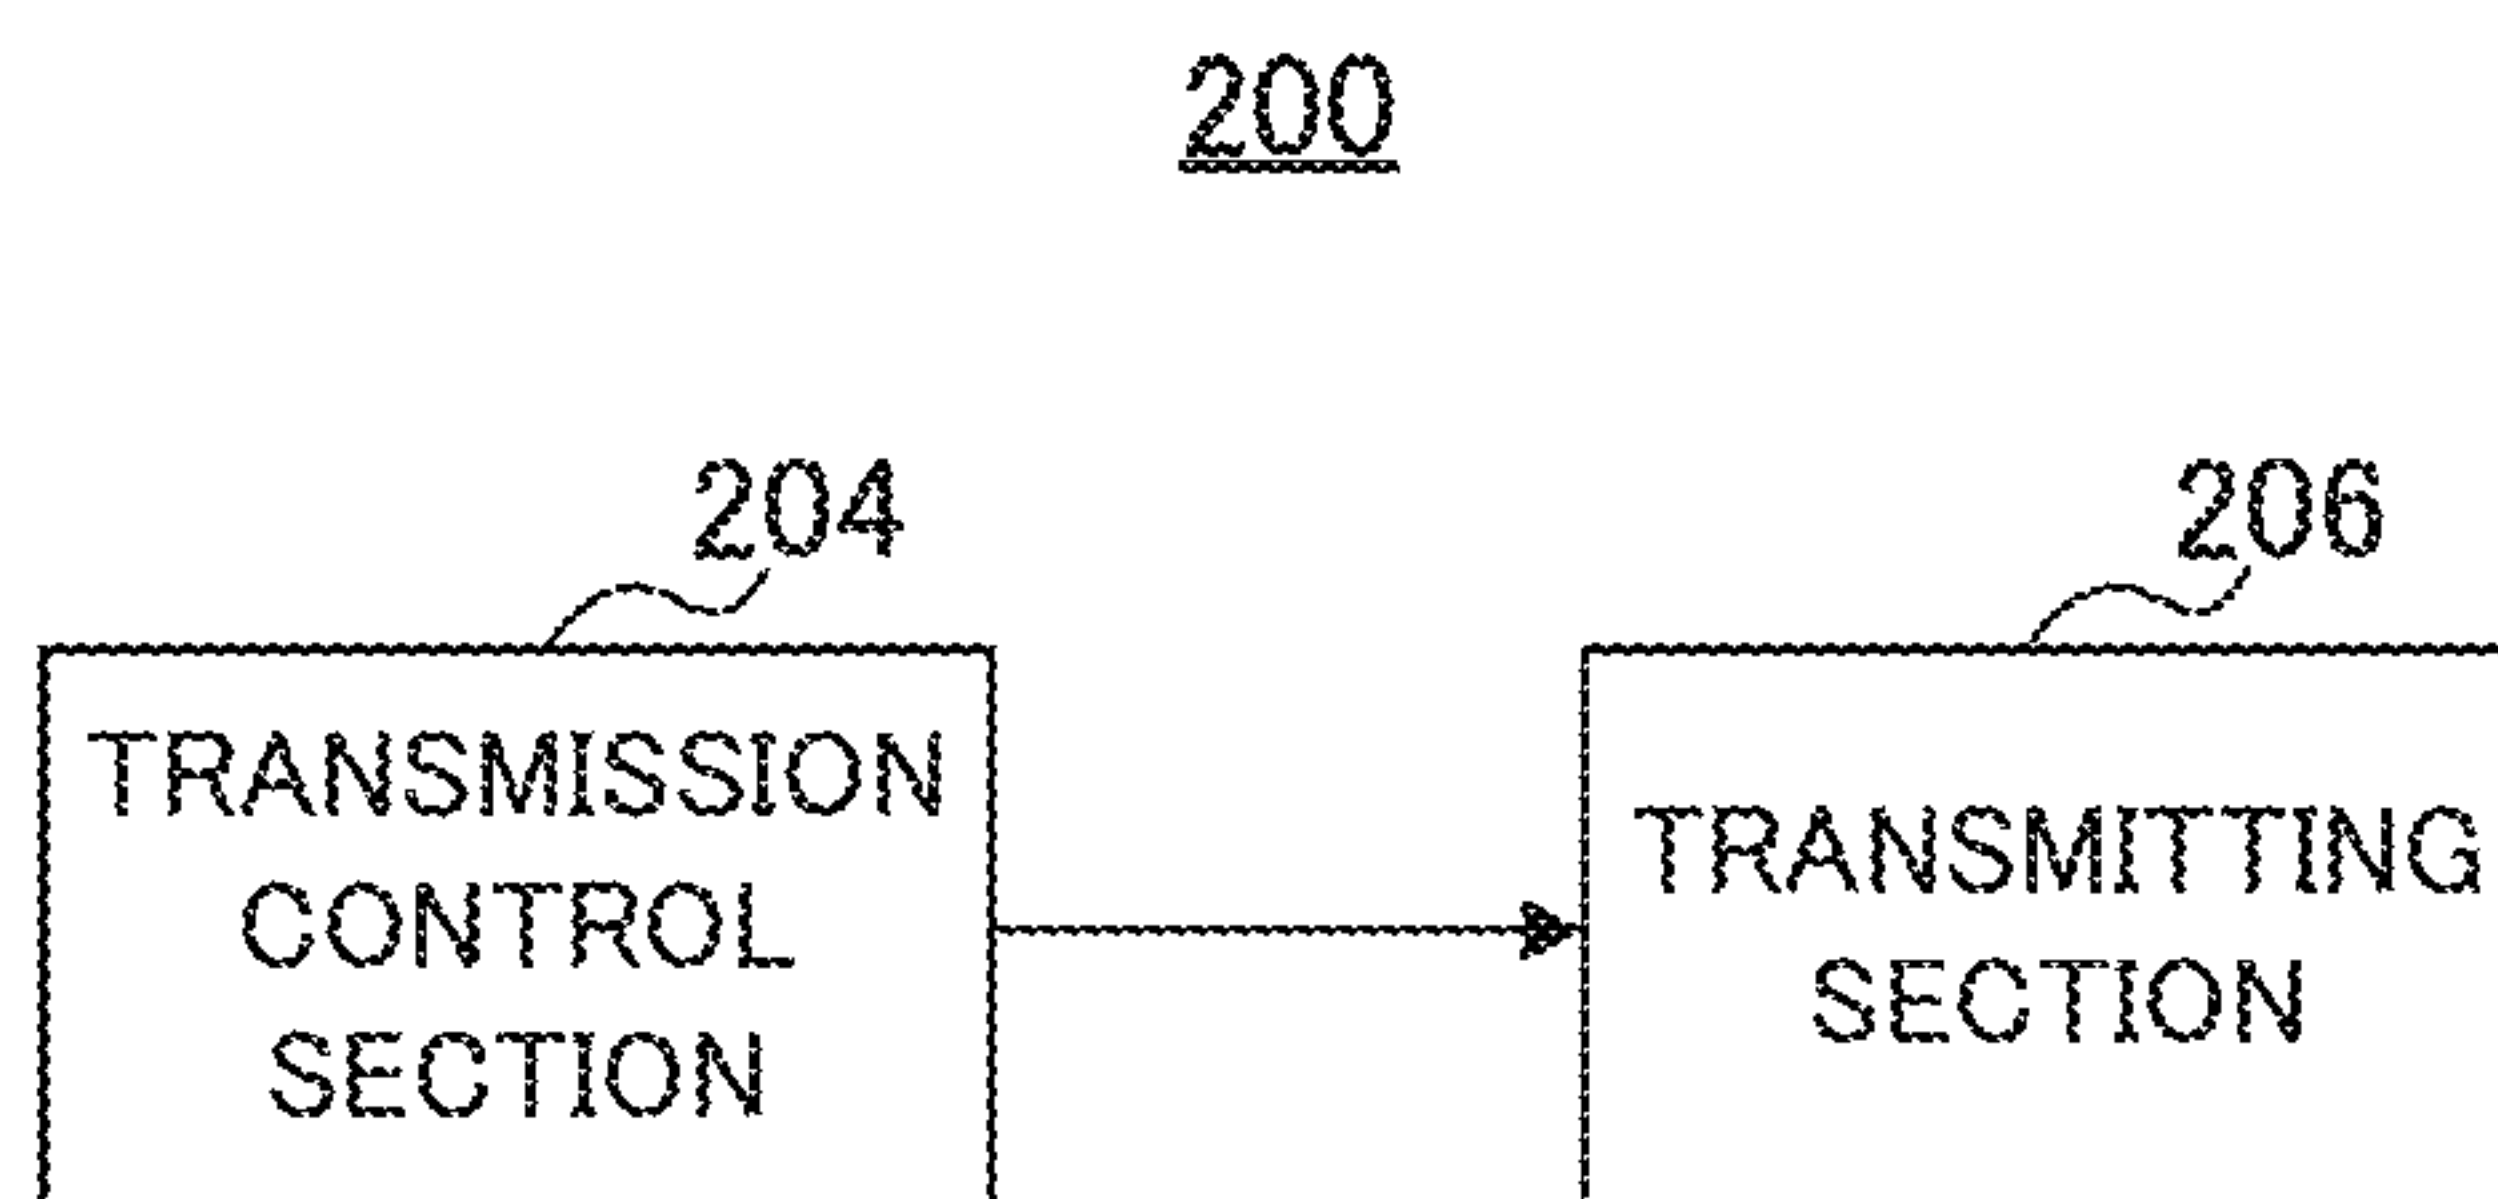 200
204
206
TRANSMISSION
CONTROL
SECTION
TRANSMITTING
SECTION